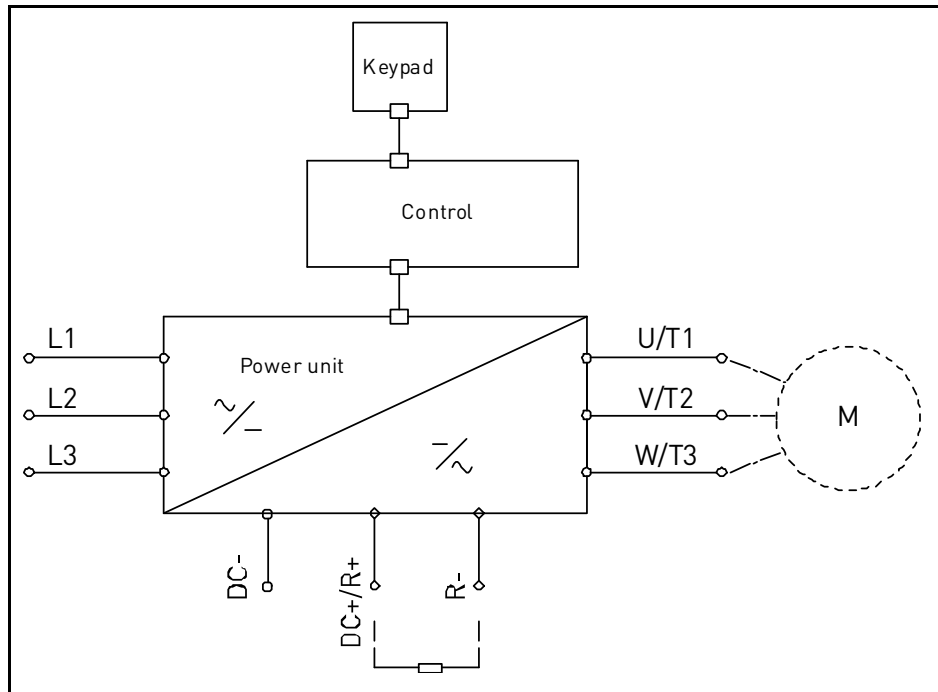 Keypad
Control
L1
L2
L3
Power unit
U/T1
V/T2
W/T3
M
DC-
DC+/R+
R-